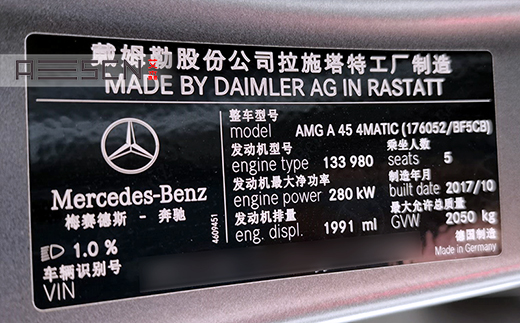 AESON
戴姆勒股份公司拉施塔特工厂制造
MADE BY DAIMLER AG IN RASTATT
整车型号
model AMG A 45 4MATIC (176052/BF5CB)
发动机型号 乘坐人数
engine type 133 980 seats 5
发动机最大净功率 制造年月
engine power 280 kW built date 2017/10
发动机排量 最大允许总质量
eng. displ. 1991 ml GVW 2050 kg
Mercedes-Benz
梅赛德斯 - 奔驰
4609451
德国制造
Made in Germany
1.0 %
车辆识别号
VIN